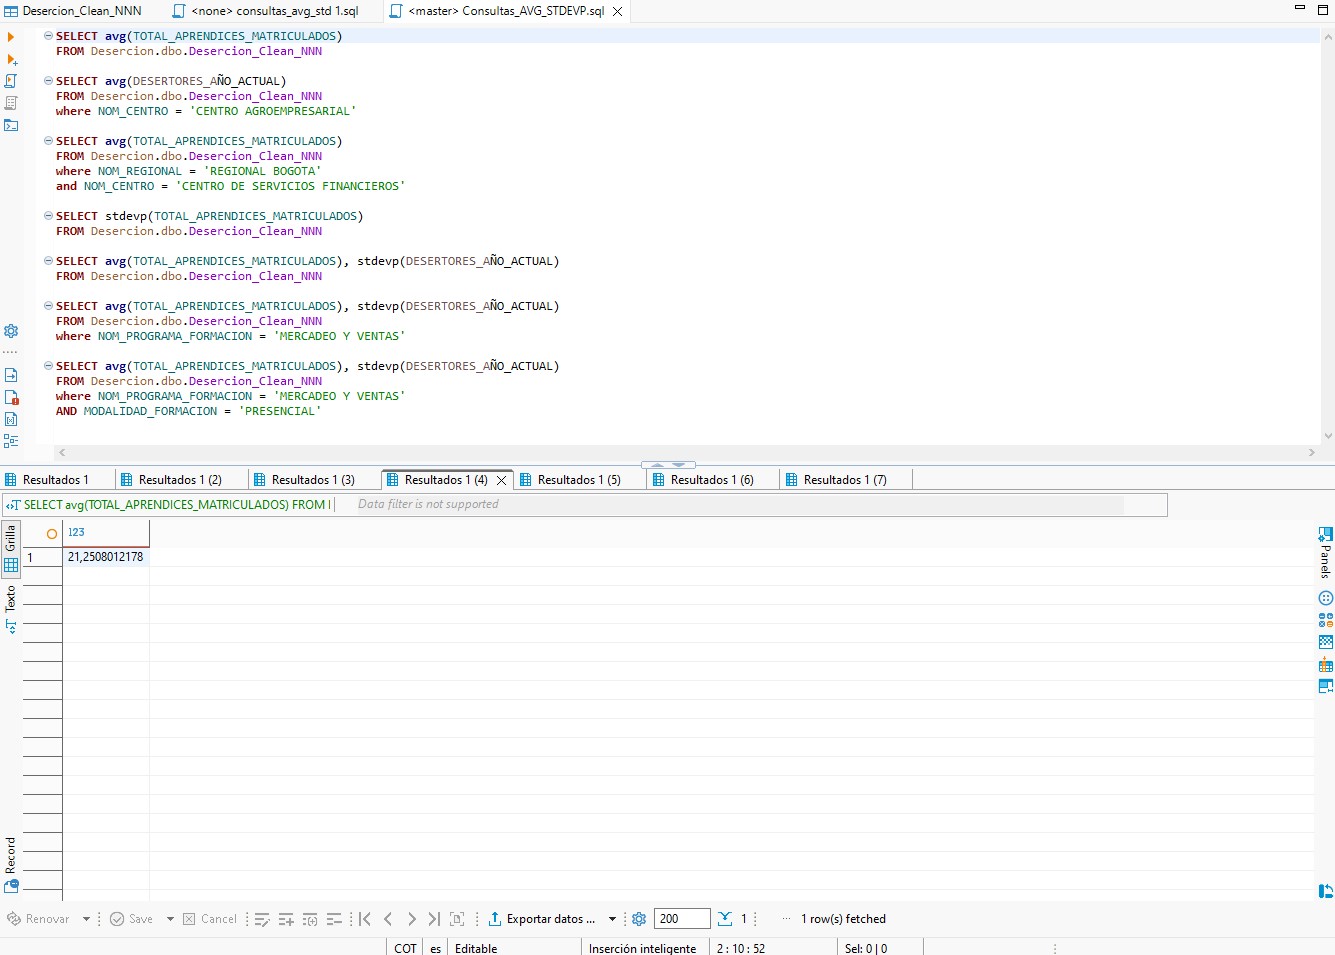 Desercion_Clean_NNN <none> consultas_avg_std 1.sql <master> Consultas_AVG_STDEVP.sql
SELECT avg(TOTAL_APRENDICES_MATRICULADOS)
FROM Desercion.dbo.Desercion_Clean_NNN
SELECT avg(DESERTORES_AÑO_ACTUAL)
FROM Desercion.dbo.Desercion_Clean_NNN
where NOM_CENTRO = 'CENTRO AGROEMPRESARIAL'
SELECT avg(TOTAL_APRENDICES_MATRICULADOS)
FROM Desercion.dbo.Desercion_Clean_NNN
where NOM_REGIONAL = 'REGIONAL BOGOTA'
and NOM_CENTRO = 'CENTRO DE SERVICIOS FINANCIEROS'
SELECT stdevp(TOTAL_APRENDICES_MATRICULADOS)
FROM Desercion.dbo.Desercion_Clean_NNN
SELECT avg(TOTAL_APRENDICES_MATRICULADOS), stdevp(DESERTORES_AÑO_ACTUAL)
FROM Desercion.dbo.Desercion_Clean_NNN
SELECT avg(TOTAL_APRENDICES_MATRICULADOS), stdevp(DESERTORES_AÑO_ACTUAL)
FROM Desercion.dbo.Desercion_Clean_NNN
where NOM_PROGRAMA_FORMACION = 'MERCADEO Y VENTAS'
SELECT avg(TOTAL_APRENDICES_MATRICULADOS), stdevp(DESERTORES_AÑO_ACTUAL)
FROM Desercion.dbo.Desercion_Clean_NNN
where NOM_PROGRAMA_FORMACION = 'MERCADEO Y VENTAS'
AND MODALIDAD_FORMACION = 'PRESENCIAL'
Resultados 1 Resultados 1 (2) Resultados 1 (3) Resultados 1 (4) Resultados 1 (5) Resultados 1 (6) Resultados 1 (7)
SELECT avg(TOTAL_APRENDICES_MATRICULADOS) FROM Data filter is not supported
Grilla
Texto
Record
123
1 21,2508012178
Panels
Renovar Save Cancel Exportar datos ... 200 1 ... 1 row(s) fetched
COT es Editable Inserción inteligente 2 : 10 : 52 Sel: 0 | 0